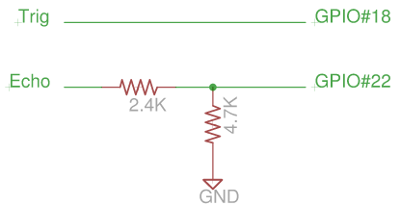 Trig GPIO#18
Echo GPIO#22
2.4K
4.7K
GND